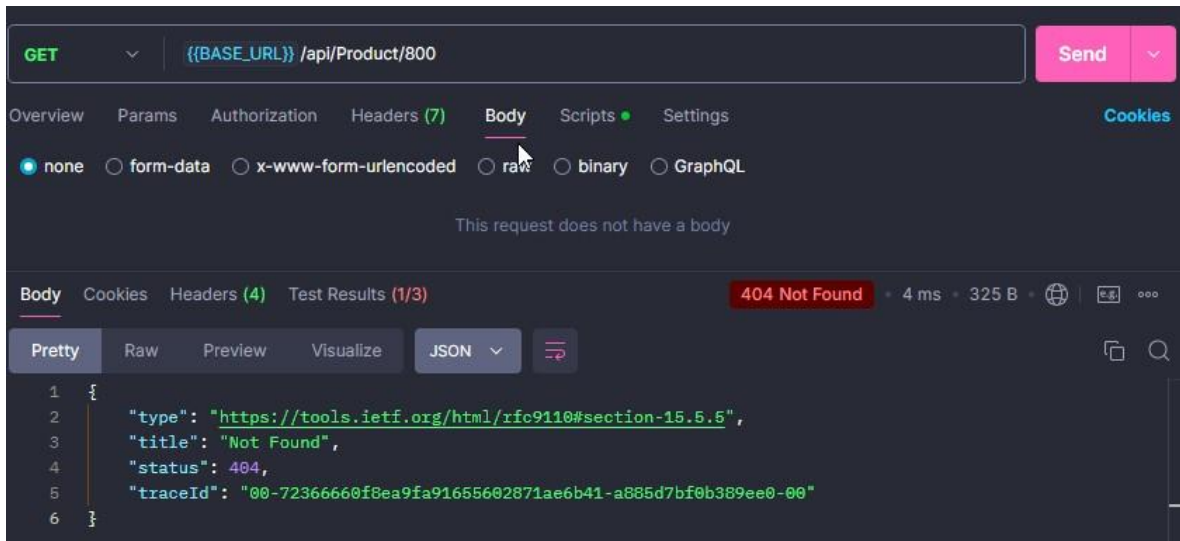 GET {{BASE_URL}} /api/Product/800 Send
Overview Params Authorization Headers (7) Body Scripts Settings Cookies
none form-data x-www-form-urlencoded raw binary GraphQL
This request does not have a body
Body Cookies Headers (4) Test Results (1/3) 404 Not Found 4 ms 325 B e.g.
Pretty Raw Preview Visualize JSON
1 {
2 "type": "https://tools.ietf.org/html/rfc9110#section-15.5.5",
3 "title": "Not Found",
4 "status": 404,
5 "traceId": "00-72366660f8ea9fa91655602871ae6b41-a885d7bf0b389ee0-00"
6 }